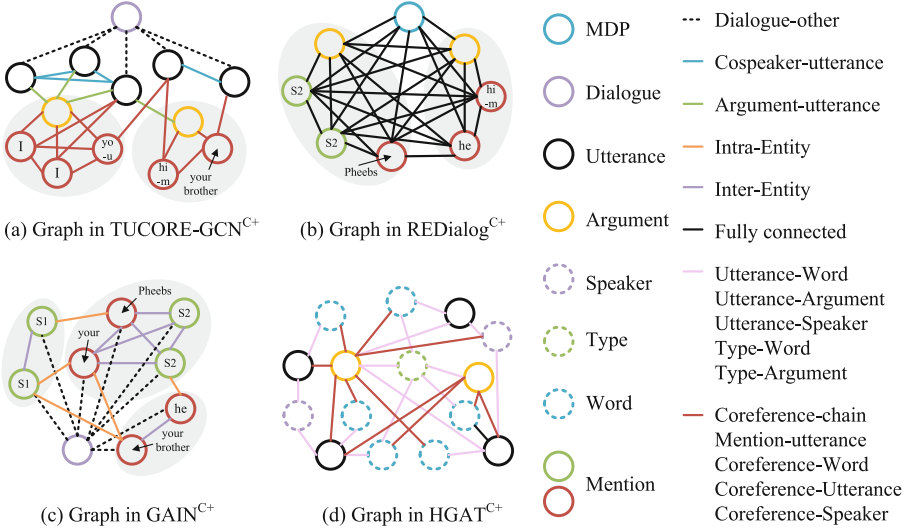 I
I
yo
-u
hi
-m
your
brother
(a) Graph in TUCORE-GCN^C+
S2
S2
Pheebs
he
hi
-m
(b) Graph in REDialog^C+
S1
S1
your
Pheebs
S2
S2
he
your
brother
(c) Graph in GAIN^C+
(d) Graph in HGAT^C+
MDP
Dialogue
Utterance
Argument
Speaker
Type
Word
Mention
Dialogue-other
Cospeaker-utterance
Argument-utterance
Intra-Entity
Inter-Entity
Fully connected
Utterance-Word
Utterance-Argument
Utterance-Speaker
Type-Word
Type-Argument
Coreference-chain
Mention-utterance
Coreference-Word
Coreference-Utterance
Coreference-Speaker